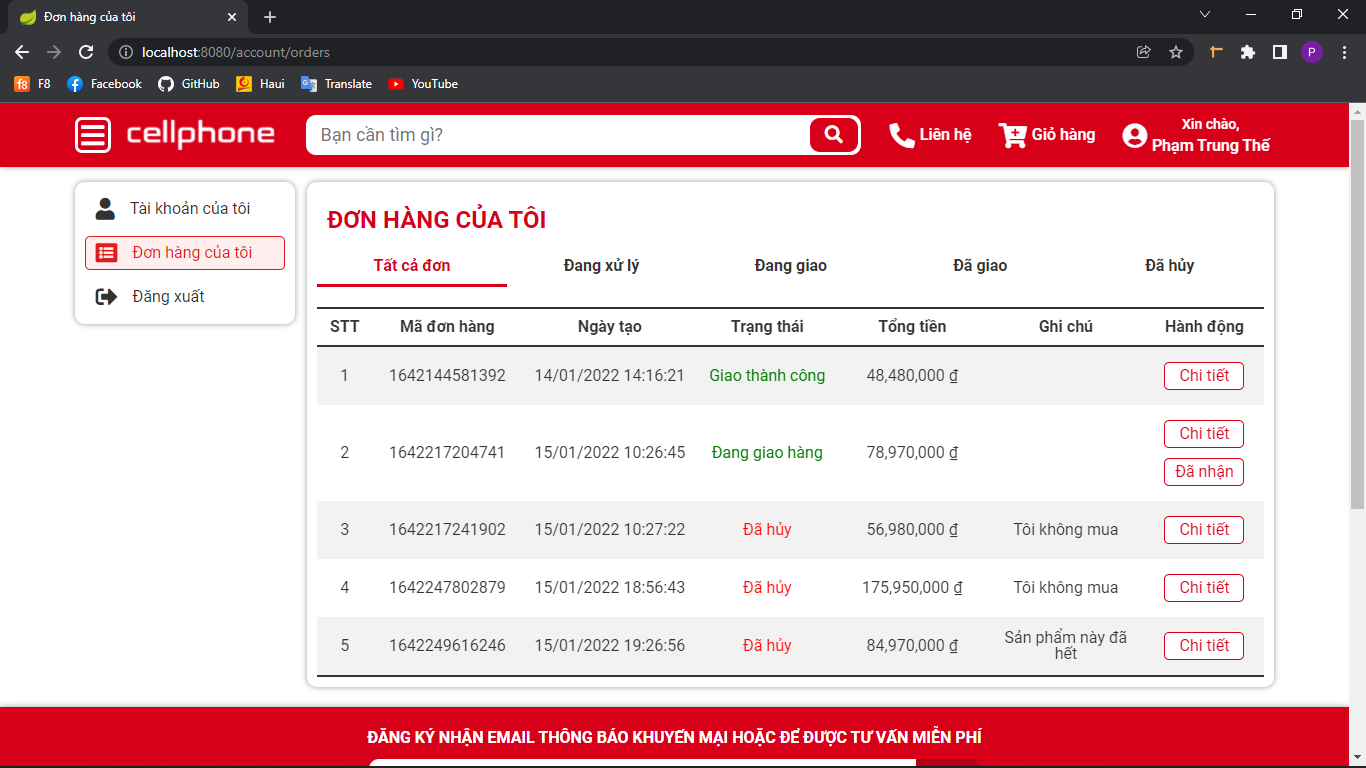 Đơn hàng của tôi
localhost:8080/account/orders
P
f8 F8 Facebook GitHub Haui Translate YouTube
cellphone
Bạn cần tìm gì?
Liên hệ
Giỏ hàng
Xin chào,
Phạm Trung Thế
Tài khoản của tôi
Đơn hàng của tôi
Đăng xuất
ĐƠN HÀNG CỦA TÔI
Tất cả đơn Đang xử lý Đang giao Đã giao Đã hủy
STT Mã đơn hàng Ngày tạo Trạng thái Tổng tiền Ghi chú Hành động
1 1642144581392 14/01/2022 14:16:21 Giao thành công 48,480,000 ₫ Chi tiết
2 1642217204741 15/01/2022 10:26:45 Đang giao hàng 78,970,000 ₫ Chi tiết
Đã nhận
3 1642217241902 15/01/2022 10:27:22 Đã hủy 56,980,000 ₫ Tôi không mua Chi tiết
4 1642247802879 15/01/2022 18:56:43 Đã hủy 175,950,000 ₫ Tôi không mua Chi tiết
5 1642249616246 15/01/2022 19:26:56 Đã hủy 84,970,000 ₫ Sản phẩm này đã
hết Chi tiết
ĐĂNG KÝ NHẬN EMAIL THÔNG BÁO KHUYẾN MẠI HOẶC ĐỂ ĐƯỢC TƯ VẤN MIỄN PHÍ